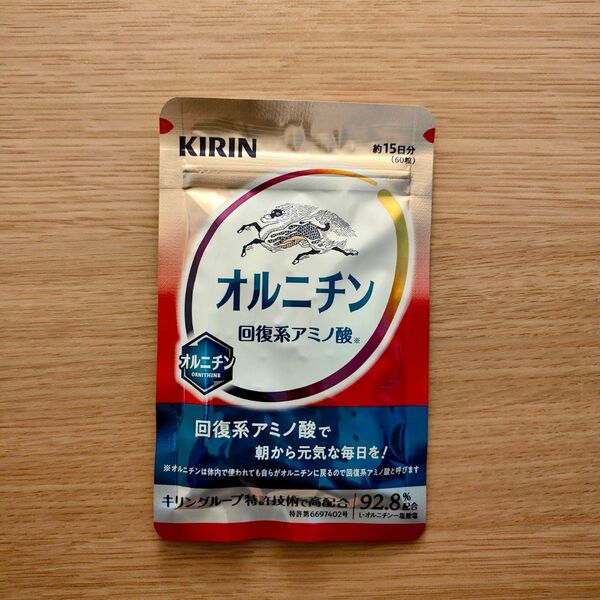 KIRIN
約15日分
(60粒)
オルニチン
回復系アミノ酸※
オルニチン
ORNITHINE
回復系アミノ酸で
朝から元気な毎日を!
※オルニチンは体内で使われても自らがオルニチンに戻るので回復系アミノ酸と呼びます
キリングループ特許技術で高配合
特許第6697402号
92.8%配合
L-オルニチン一塩酸塩